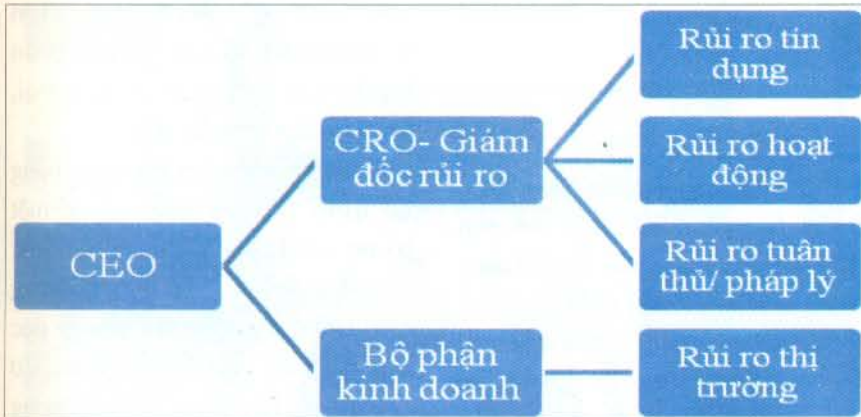 Rủi ro tín
dụng
CRO- Giám
đốc rủi ro
Rủi ro hoạt
động
CEO
Rủi ro tuân
thủ/ pháp lý
Bộ phận
kinh doanh
Rủi ro thị
trường